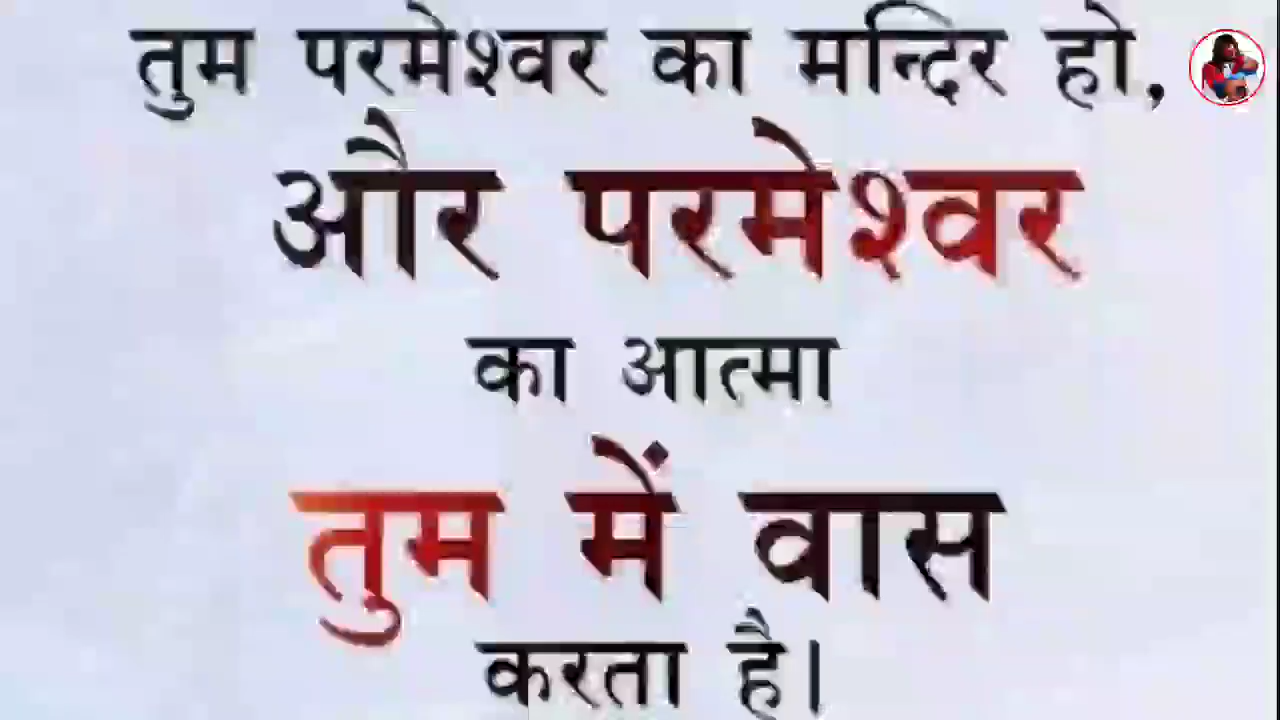 तुम परमेश्वर का मन्दिर हो,
और परमेश्वर
का आत्मा
तुम में वास
करता है।